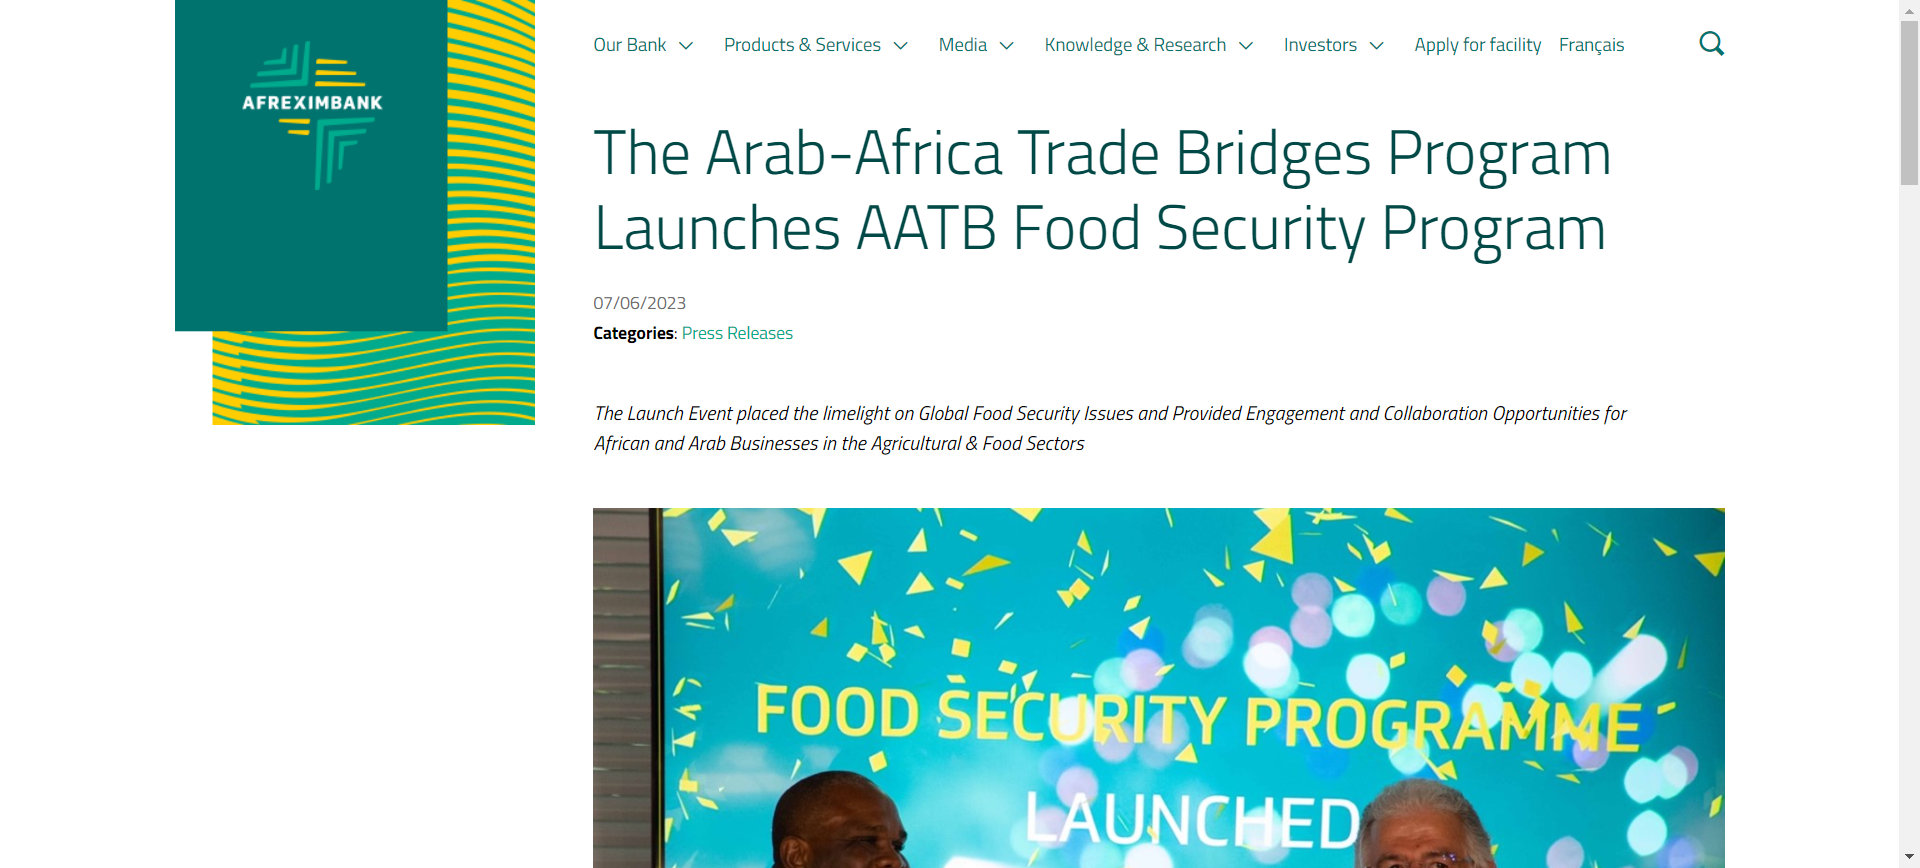 AFREXIMBANK
Our Bank
Products & Services
Media
Knowledge & Research
Investors
Apply for facility
Français
The Arab-Africa Trade Bridges Program
Launches AATB Food Security Program
07/06/2023
Categories: Press Releases
The Launch Event placed the limelight on Global Food Security Issues and Provided Engagement and Collaboration Opportunities for
African and Arab Businesses in the Agricultural & Food Sectors
FOOD SECURITY PROGRAMME
LAUNCHED